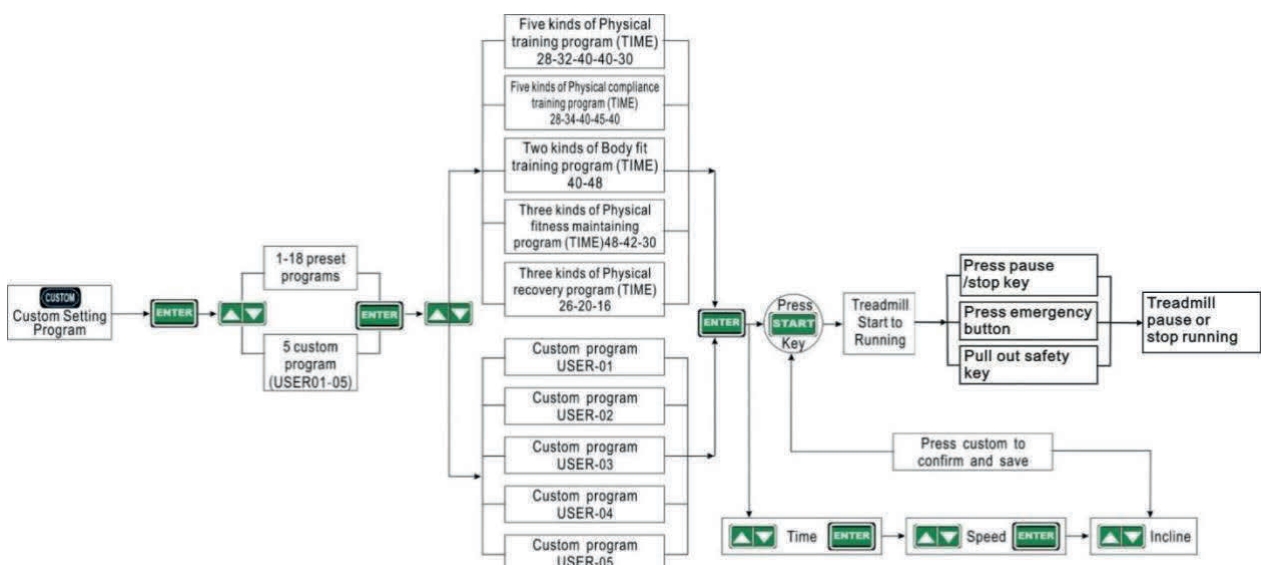 CUSTOM
Custom Setting
Program
ENTER
1-18 preset
programs
5 custom
program
(USER01-05)
ENTER
Five kinds of Physical
training program (TIME)
28-32-40-40-30
Five kinds of Physical compliance
training program (TIME)
28-34-40-45-40
Two kinds of Body fit
training program (TIME)
40-48
Three kinds of Physical
fitness maintaining
program (TIME)48-42-30
Three kinds of Physical
recovery program (TIME)
26-20-16
Custom program
USER-01
Custom program
USER-02
Custom program
USER-03
Custom program
USER-04
Custom program
USER-05
ENTER
Press
START
Key
Treadmill
Start to
Running
Press pause
/stop key
Press emergency
button
Pull out safety
key
Treadmill
pause or
stop running
Press custom to
confirm and save
Time ENTER
Speed ENTER
Incline